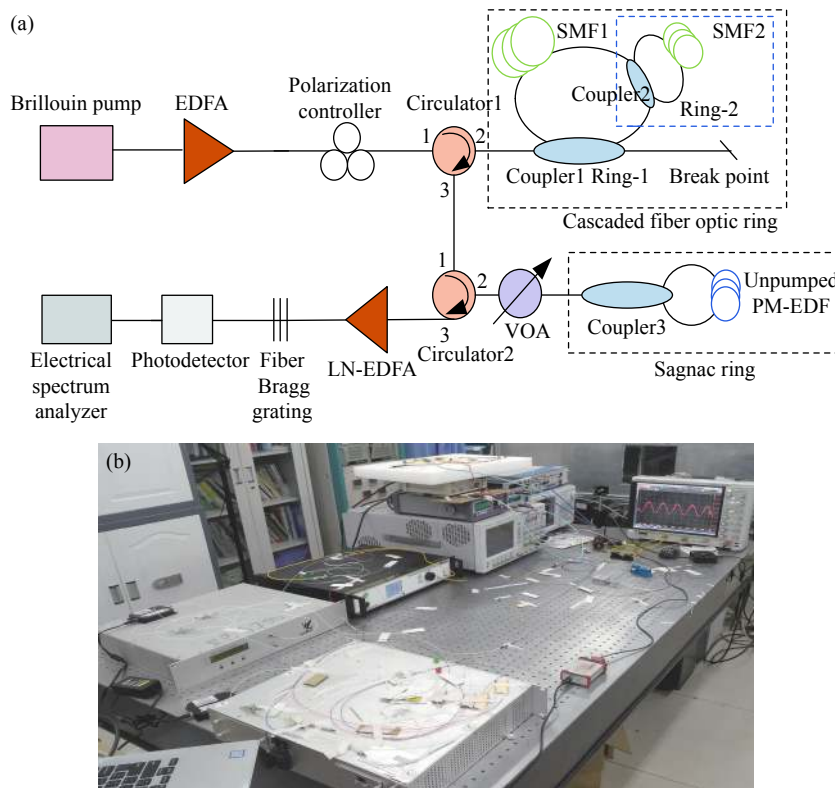 (a)
SMF1
SMF2
Brillouin pump
EDFA
Polarization
controller
Circulator1
1
2
3
Coupler2
Ring-2
Coupler1 Ring-1
Break point
Cascaded fiber optic ring
1
2
3
Circulator2
VOA
Coupler3
Unpumped
PM-EDF
Sagnac ring
Electrical
spectrum
analyzer
Photodetector
Fiber
Bragg
grating
LN-EDFA
(b)